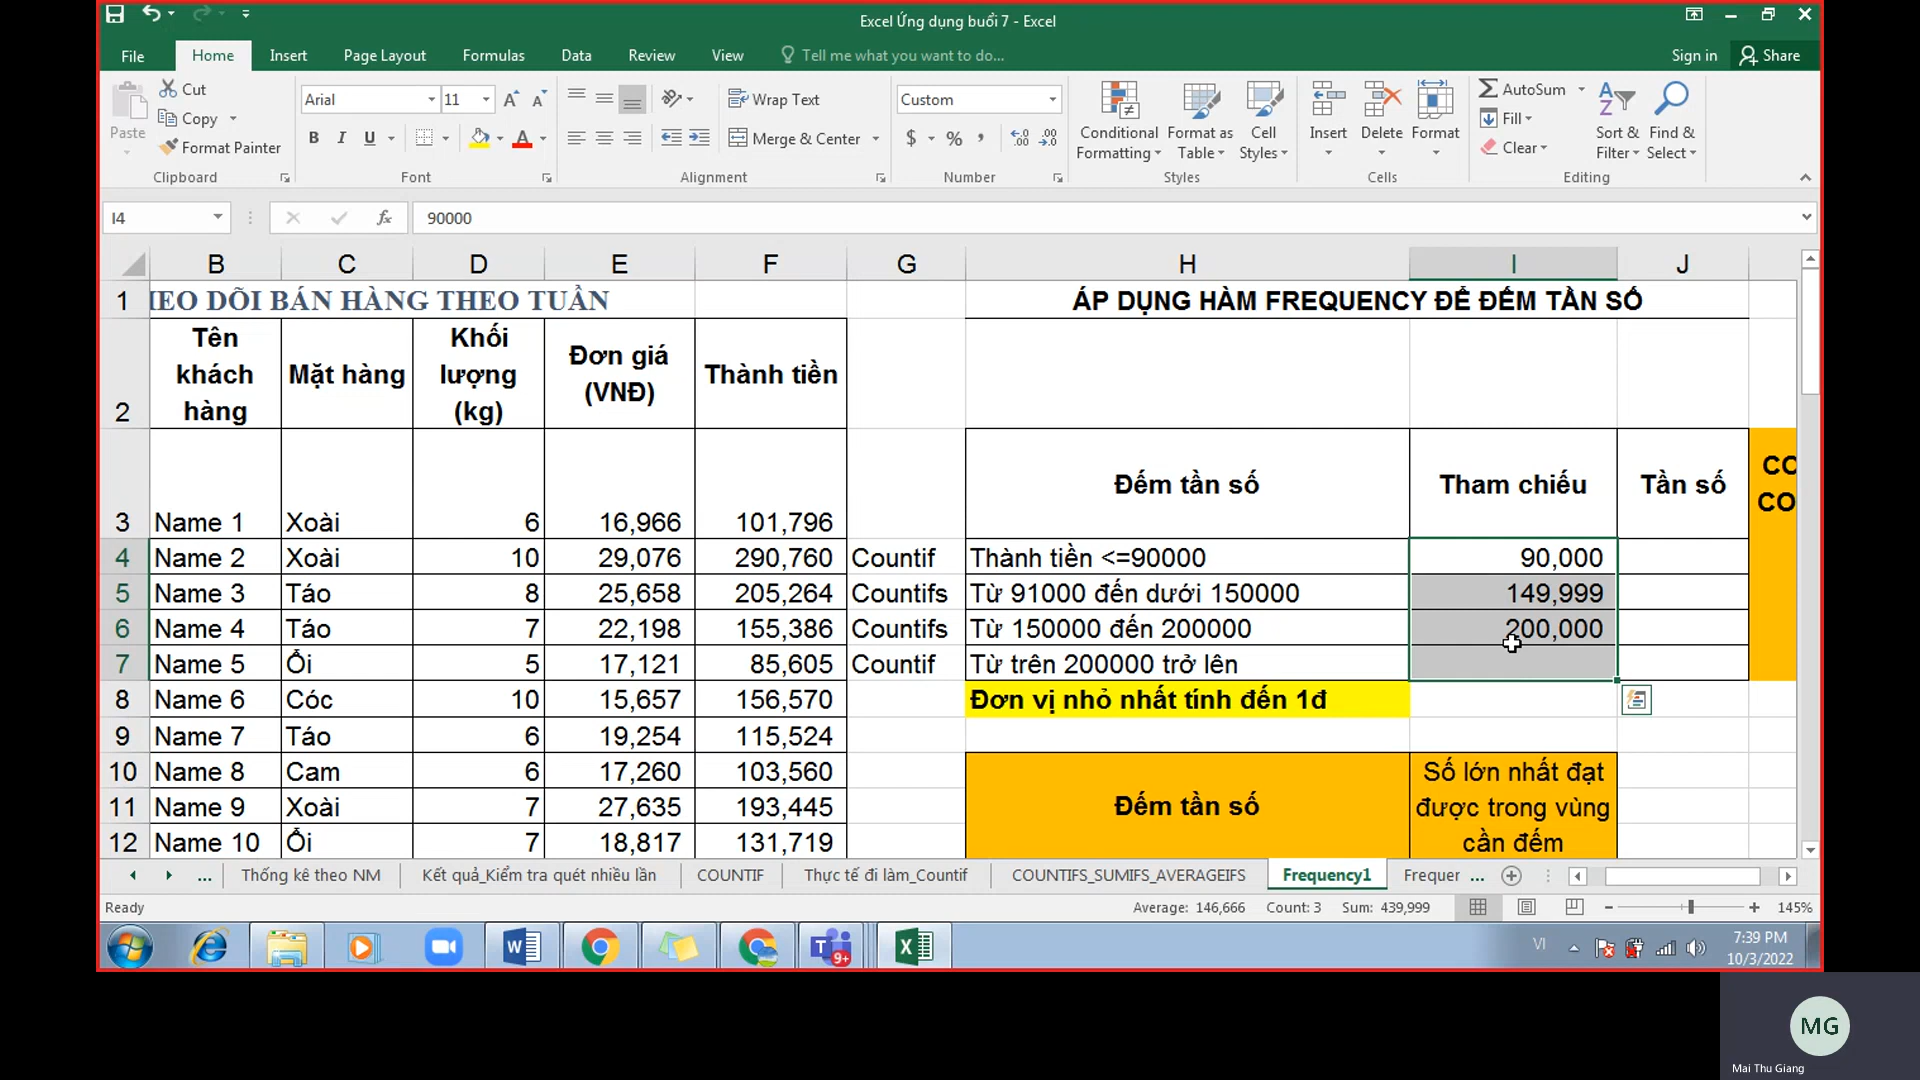 Excel Ứng dụng buổi 7 - Excel
File Home Insert Page Layout Formulas Data Review View Tell me what you want to do... Sign in Share
Paste
Cut
Copy
Format Painter
Clipboard
Arial 11
B I U
Font
Wrap Text
Merge & Center
Alignment
Custom
$ % ,
Number
Conditional Formatting
Format as Table
Cell Styles
Styles
Insert Delete Format
Cells
AutoSum
Fill
Clear
Sort & Filter
Find & Select
Editing
I4 fx 90000
B C D E F G H I J
1 HEO DÕI BÁN HÀNG THEO TUẦN ÁP DỤNG HÀM FREQUENCY ĐỂ ĐẾM TẦN SỐ
2 Tên khách hàng Mặt hàng Khối lượng (kg) Đơn giá (VNĐ) Thành tiền
3 Name 1 Xoài 6 16,966 101,796 Đếm tần số Tham chiếu Tần số CO CO
4 Name 2 Xoài 10 29,076 290,760 Countif Thành tiền <=90000 90,000
5 Name 3 Táo 8 25,658 205,264 Countifs Từ 91000 đến dưới 150000 149,999
6 Name 4 Táo 7 22,198 155,386 Countifs Từ 150000 đến 200000 200,000
7 Name 5 Ổi 5 17,121 85,605 Countif Từ trên 200000 trở lên
8 Name 6 Cóc 10 15,657 156,570 Đơn vị nhỏ nhất tính đến 1đ
9 Name 7 Táo 6 19,254 115,524
10 Name 8 Cam 6 17,260 103,560 Đếm tần số Số lớn nhất đạt được trong vùng cần đếm
11 Name 9 Xoài 7 27,635 193,445
12 Name 10 Ổi 7 18,817 131,719
... Thống kê theo NM Kết quả_Kiểm tra quét nhiều lần COUNTIF Thực tế đi làm_Countif COUNTIFS_SUMIFS_AVERAGEIFS Frequency1 Frequer ...
Ready Average: 146,666 Count: 3 Sum: 439,999 145%
9+
VI
7:39 PM
10/3/2022
MG
Mai Thu Giang